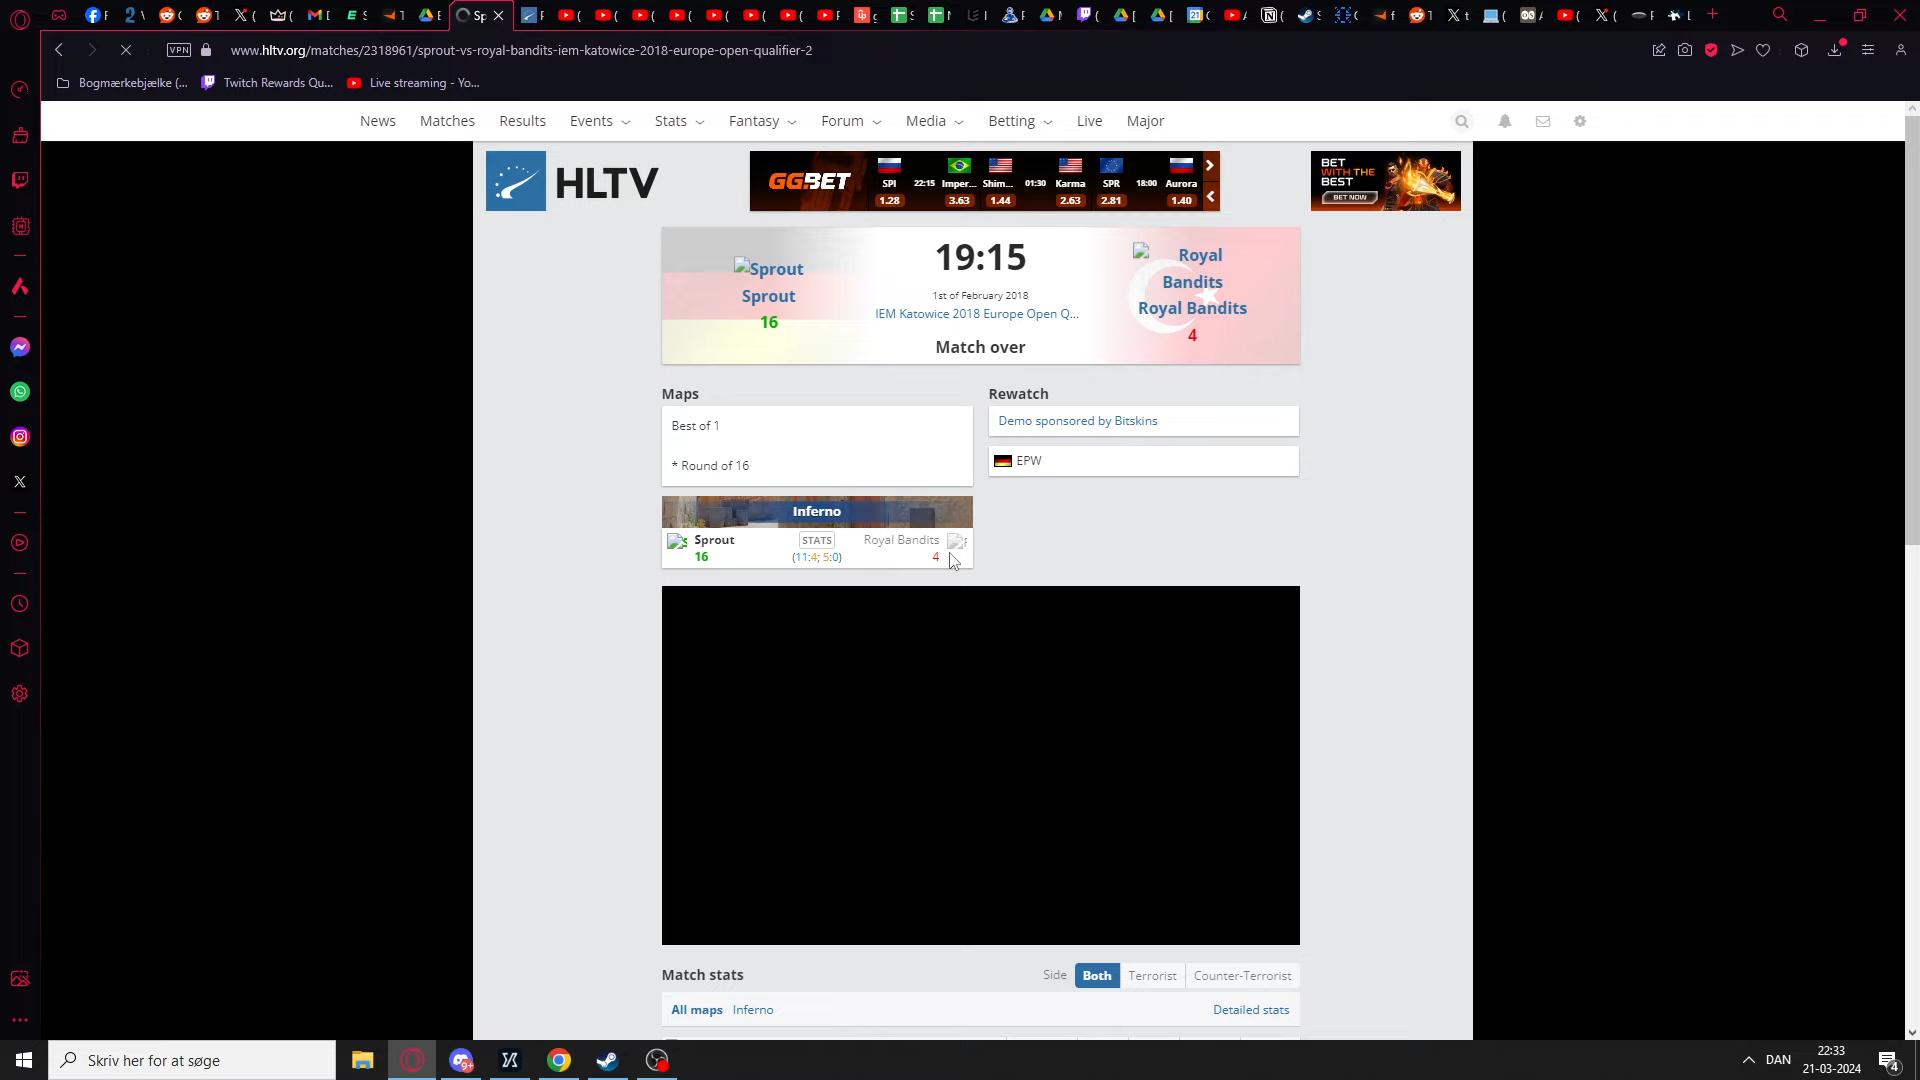 Sp
www.hltv.org/matches/2318961/sprout-vs-royal-bandits-iem-katowice-2018-europe-open-qualifier-2
VPN
Bogmærkebjælke (...
Twitch Rewards Qu...
Live streaming - Yo...
News
Matches
Results
Events
Stats
Fantasy
Forum
Media
Betting
Live
Major
HLTV
GG.BET
SPI 22:15 Imper... Shim... 01:30 Karma SPR 18:00 Aurora
1.28 3.63 1.44 2.63 2.81 1.40
BET
WITH THE
BEST
BET NOW
Sprout
Sprout
16
19:15
1st of February 2018
IEM Katowice 2018 Europe Open Q...
Match over
Royal
Bandits
Royal Bandits
4
Maps
Best of 1
* Round of 16
Rewatch
Demo sponsored by Bitskins
EPW
Inferno
Sprout STATS Royal Bandits
16 (11:4; 5:0) 4
Match stats
Side Both Terrorist Counter-Terrorist
All maps Inferno Detailed stats
Skriv her for at søge
9+
DAN
22:33
21-03-2024
4